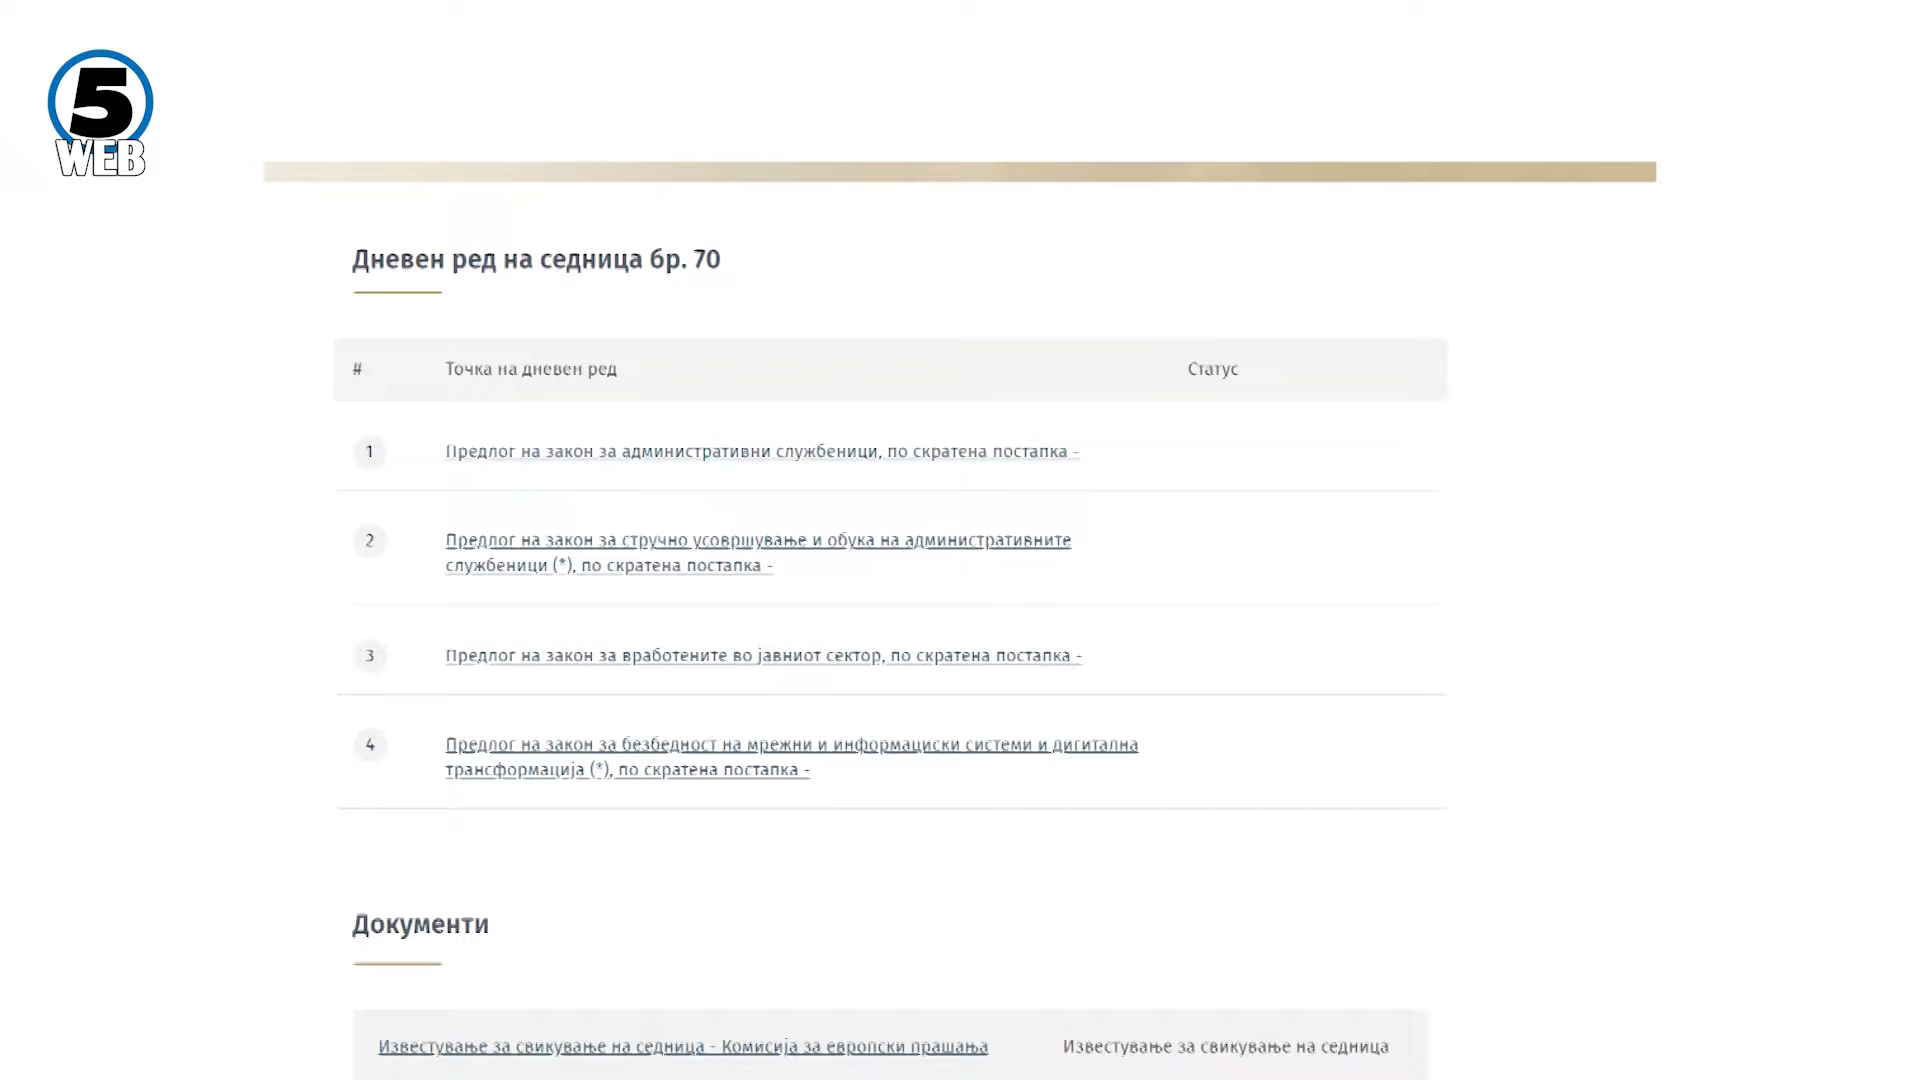 5
WEB
Дневен ред на седница бр. 70
# Точка на дневен ред Статус
1 Предлог на закон за административни службеници, по скратена постапка -
2 Предлог на закон за стручно усовршување и обука на административните
службеници (*), по скратена постапка -
3 Предлог на закон за вработените во јавниот сектор, по скратена постапка -
4 Предлог на закон за безбедност на мрежни и информациски системи и дигитална
трансформација (*), по скратена постапка -
Документи
Известување за свикување на седница - Комисија за европски прашања Известување за свикување на седница